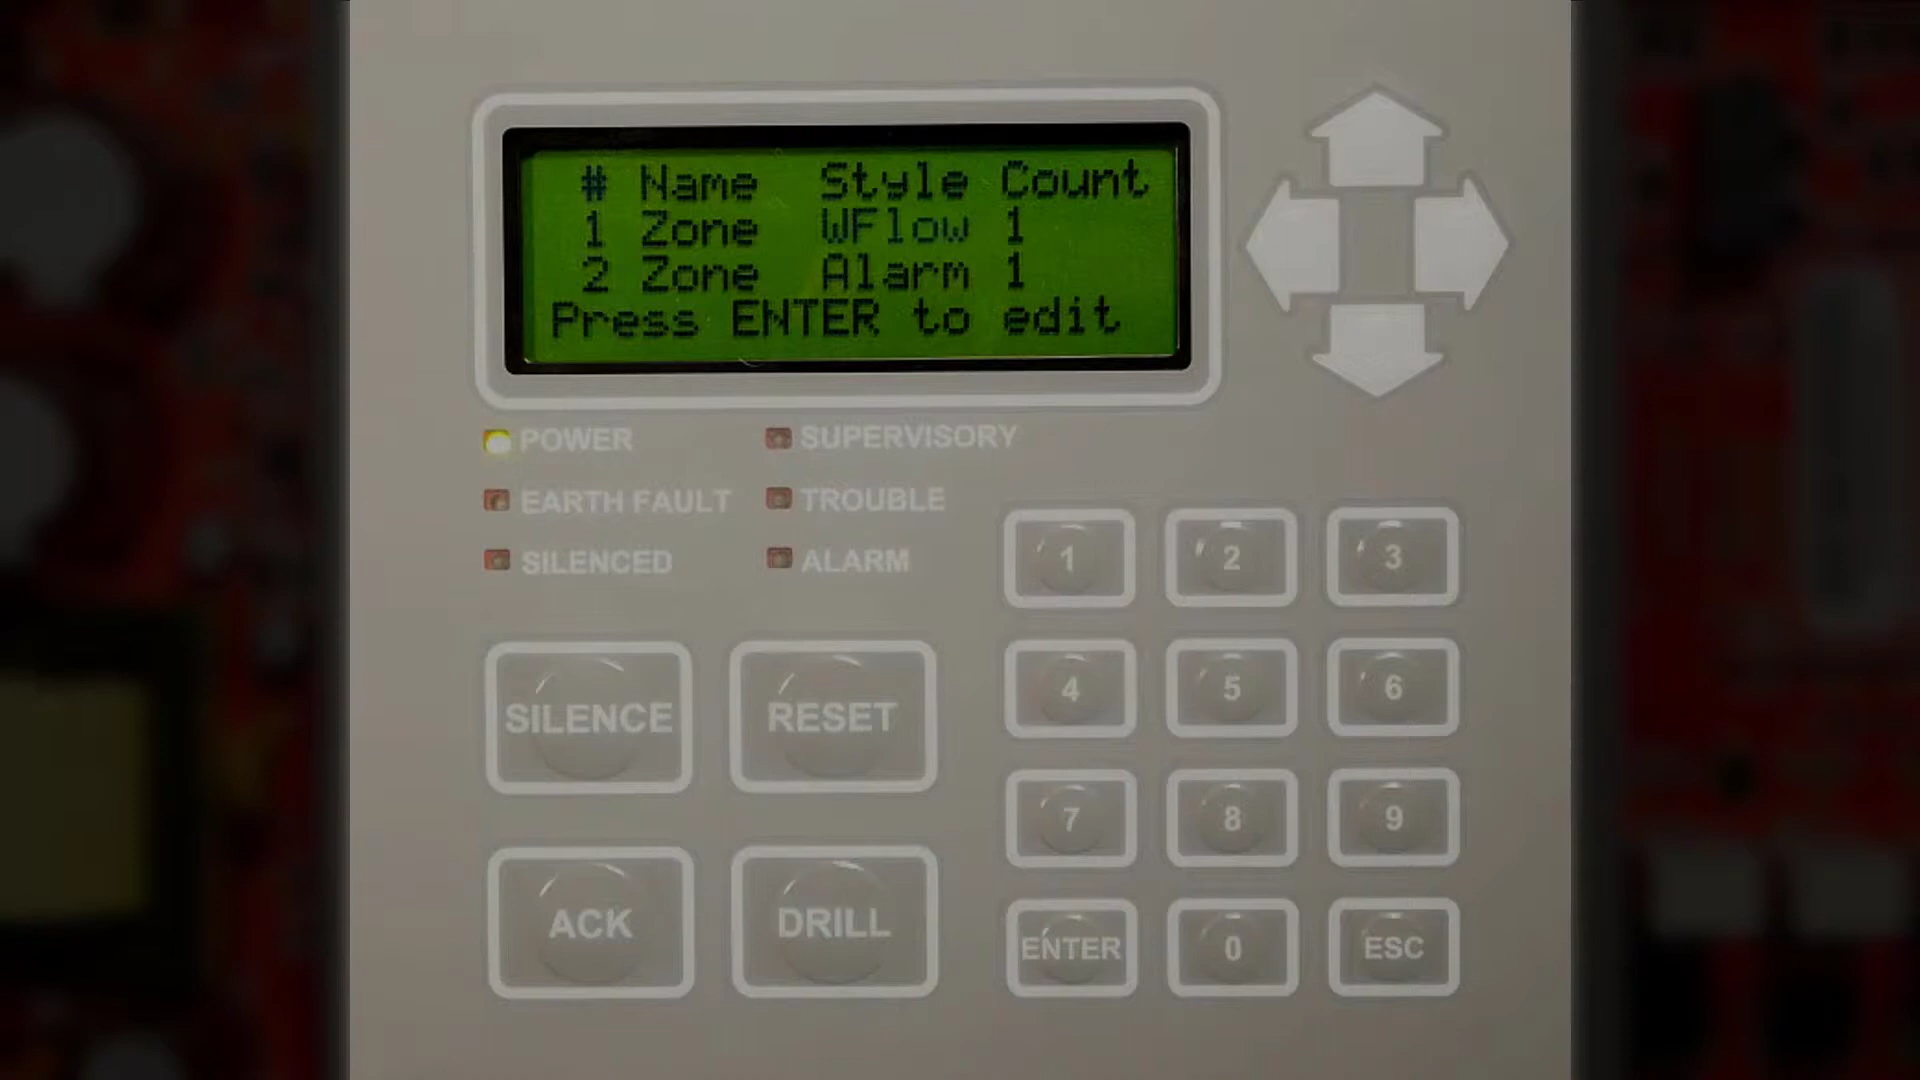 # Name Style Count
1 Zone WFlow 1
2 Zone Alarm 1
Press ENTER to edit
POWER SUPERVISORY
EARTH FAULT TROUBLE
SILENCED ALARM
1 2 3
4 5 6
SILENCE RESET
7 8 9
ACK DRILL
ENTER 0 ESC